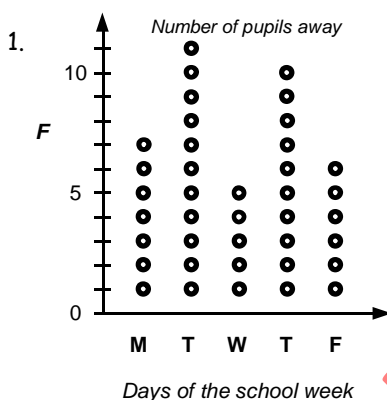 1.
Number of pupils away
10
F
5
0
M T W T F
Days of the school week